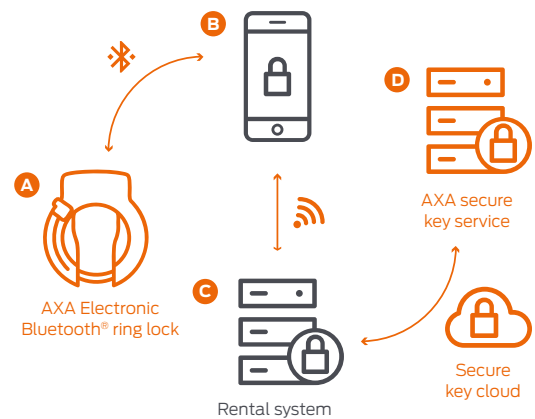 B
D
A
AXA secure
key service
C
AXA Electronic
Bluetooth® ring lock
Secure
key cloud
Rental system